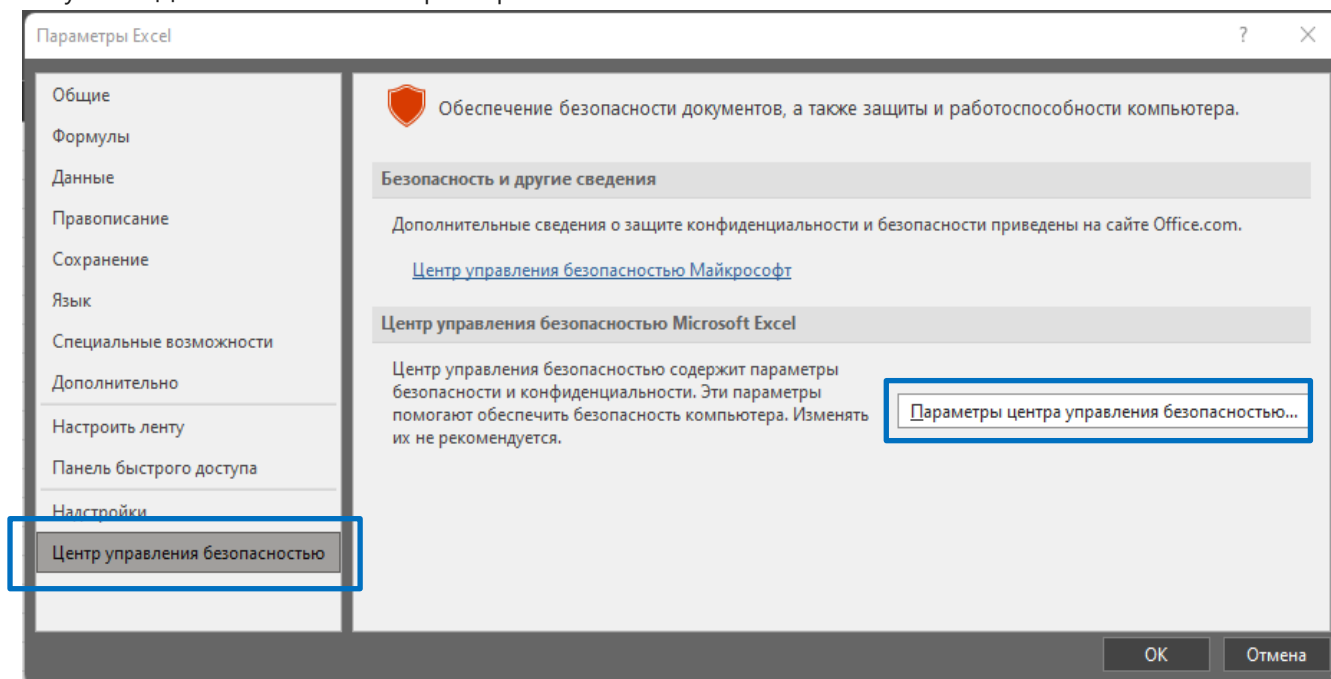 Параметры Excel
?
Общие
Формулы
Данные
Правописание
Сохранение
Язык
Специальные возможности
Дополнительно
Настроить ленту
Панель быстрого доступа
Надстройки
Центр управления безопасностью
Обеспечение безопасности документов, а также защиты и работоспособности компьютера.
Безопасность и другие сведения
Дополнительные сведения о защите конфиденциальности и безопасности приведены на сайте Office.com.
Центр управления безопасностью Майкрософт
Центр управления безопасностью Microsoft Excel
Центр управления безопасностью содержит параметры
безопасности и конфиденциальности. Эти параметры
помогают обеспечить безопасность компьютера. Изменять
их не рекомендуется.
Параметры центра управления безопасностью...
ОК
Отмена